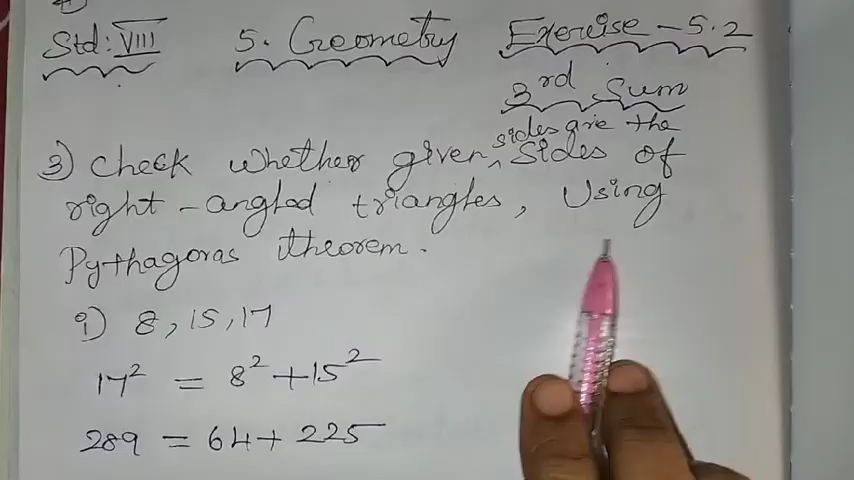 Std: VIII 5. Geometry Exercise - 5.2
3rd Sum
sides are the
3) Check whether given, sides of
right-angled triangles, Using
Pythagoras theorem.
i) 8, 15, 17
17² = 8² + 15²
289 = 64 + 225